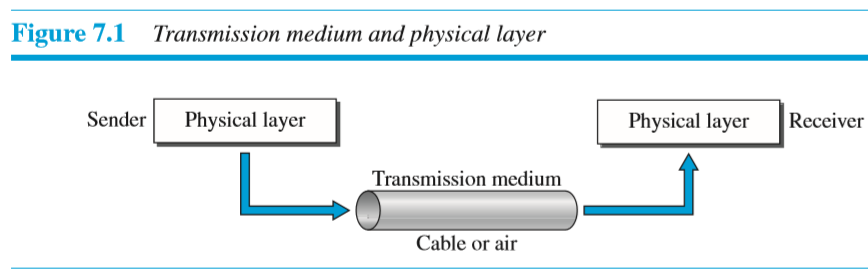 Figure 7.1 Transmission medium and physical layer
Sender Physical layer Physical layer Receiver
Transmission medium
Cable or air